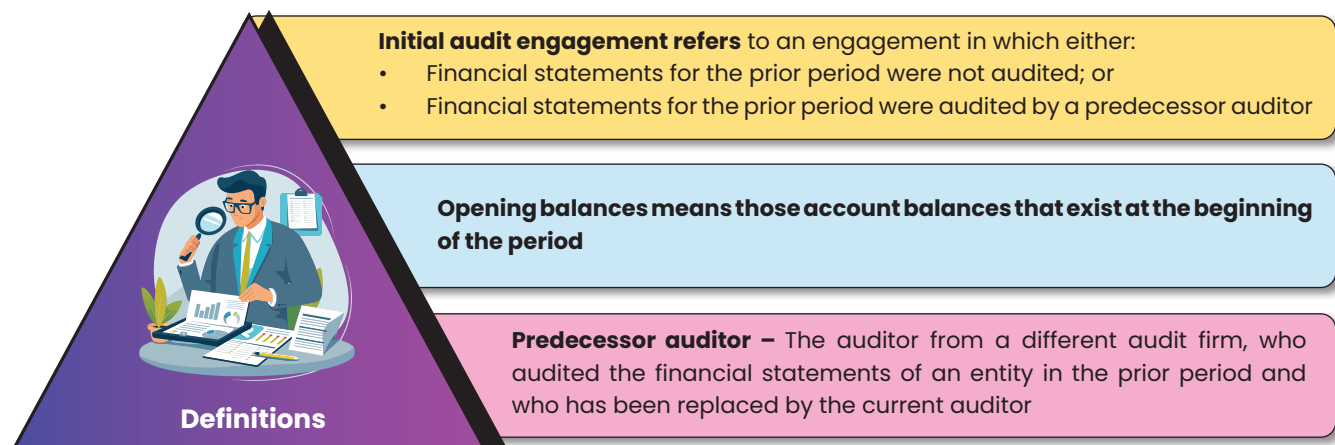 Initial audit engagement refers to an engagement in which either:
• Financial statements for the prior period were not audited; or
• Financial statements for the prior period were audited by a predecessor auditor
Opening balances means those account balances that exist at the beginning
of the period
Predecessor auditor – The auditor from a different audit firm, who
audited the financial statements of an entity in the prior period and
who has been replaced by the current auditor
Definitions